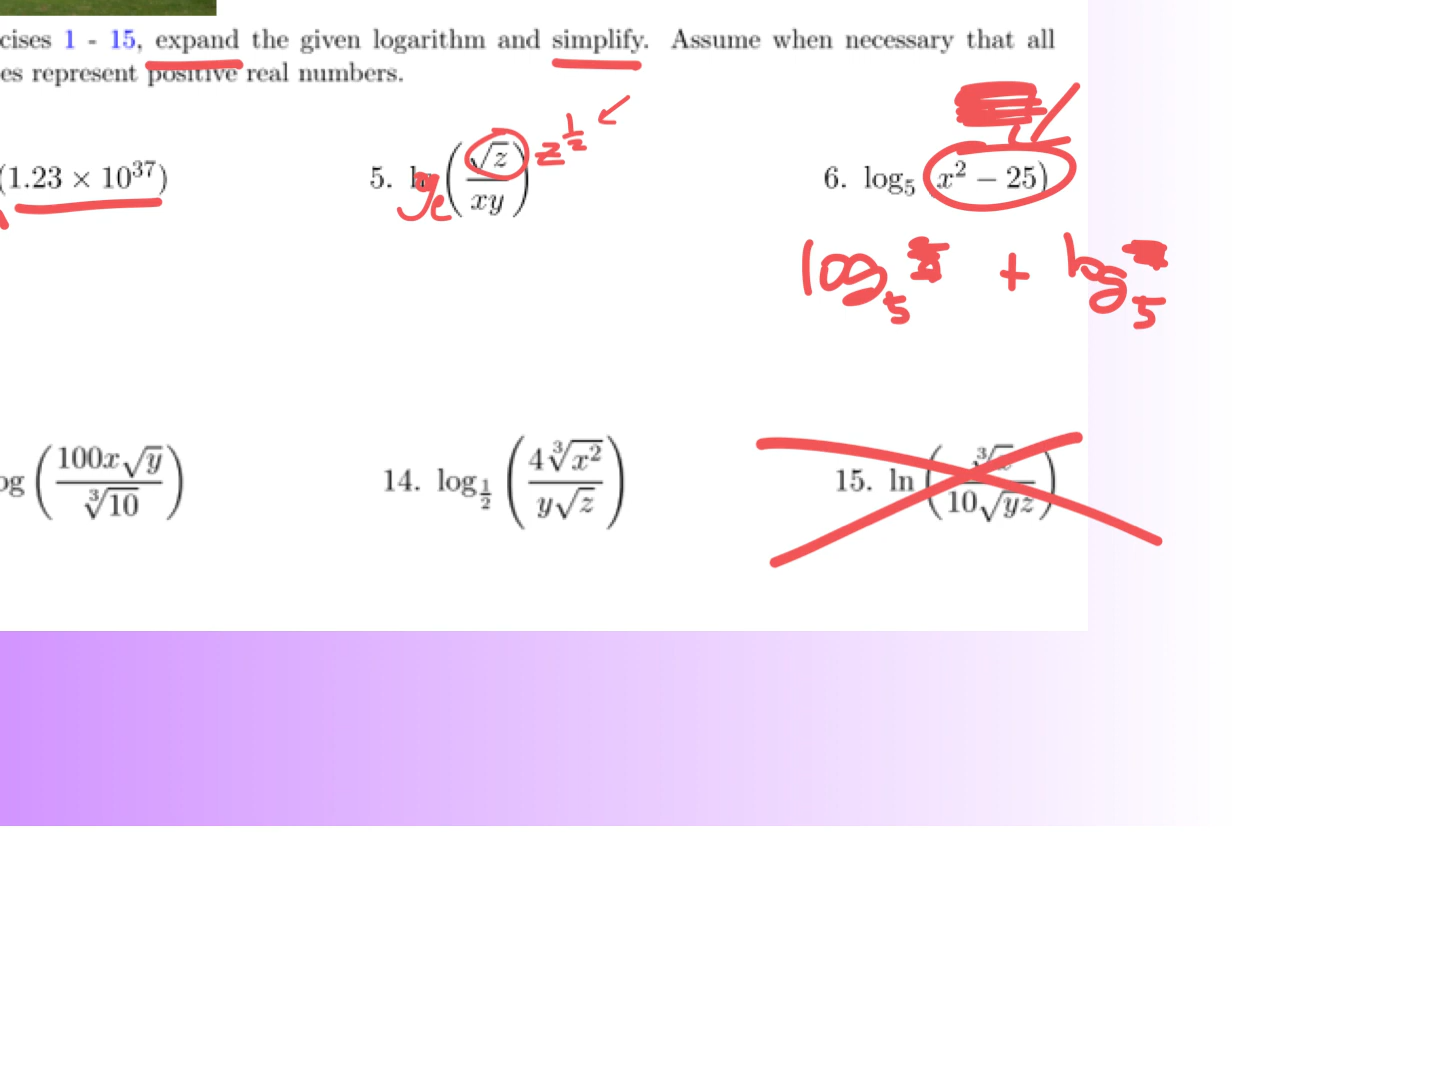 cises 1 - 15, expand the given logarithm and simplify. Assume when necessary that all
es represent positive real numbers.
(1.23 × 10^37)
5. (√z / xy) z^1/2
6. log₅ (x² − 25)
log₅ + log₅
og (100x√y / ∛10)
14. log_1/2 (4∛x² / y√z)
15. ln ( ∛ / 10√yz )